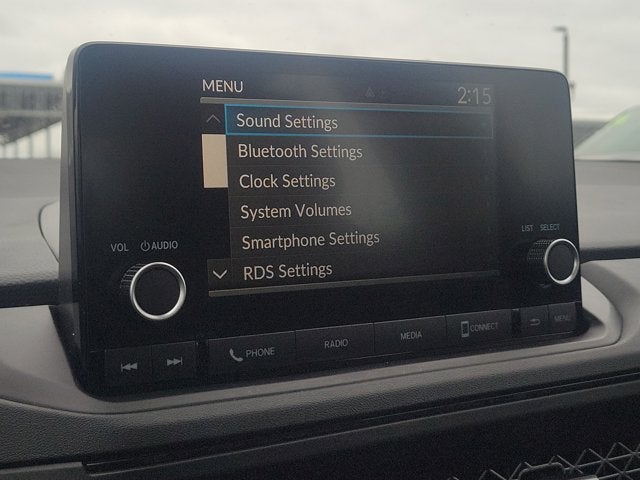 MENU 2:15
Sound Settings
Bluetooth Settings
Clock Settings
System Volumes
Smartphone Settings
RDS Settings
VOL AUDIO
LIST SELECT
PHONE RADIO MEDIA CONNECT MENU